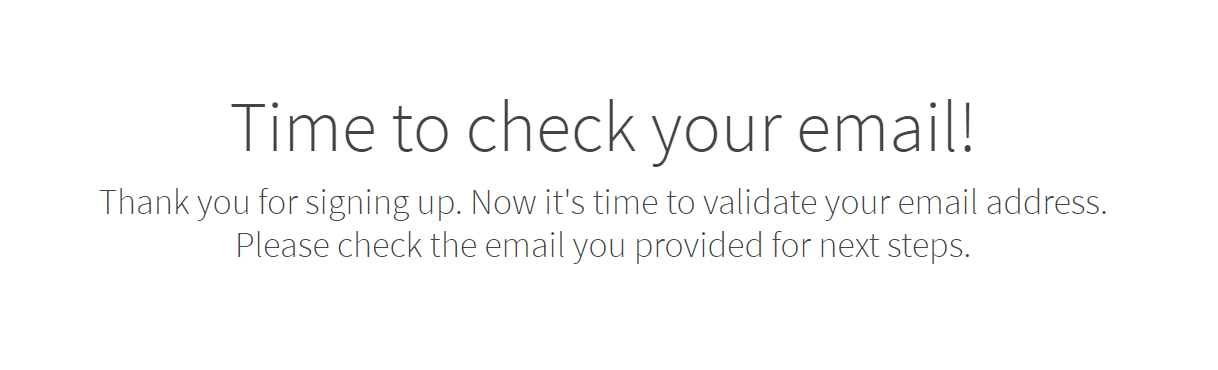 Time to check your email!
Thank you for signing up. Now it's time to validate your email address.
Please check the email you provided for next steps.